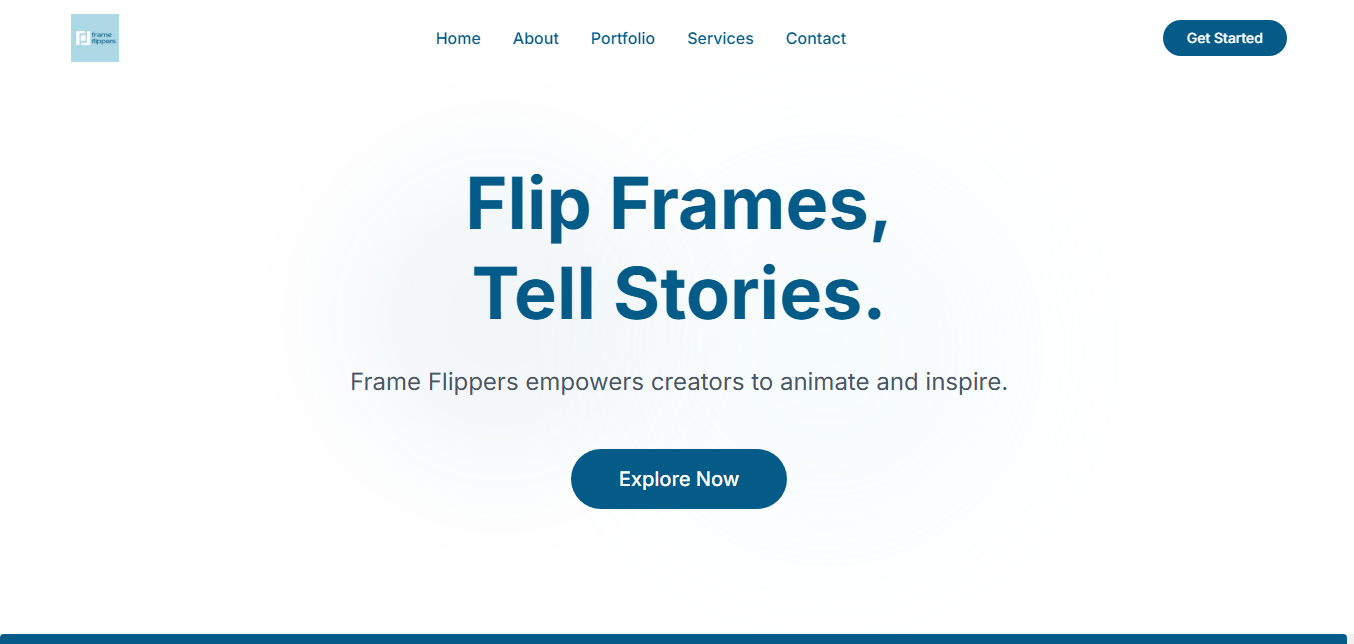 frame
flippers
Home
About
Portfolio
Services
Contact
Get Started
Flip Frames,
Tell Stories.
Frame Flippers empowers creators to animate and inspire.
Explore Now